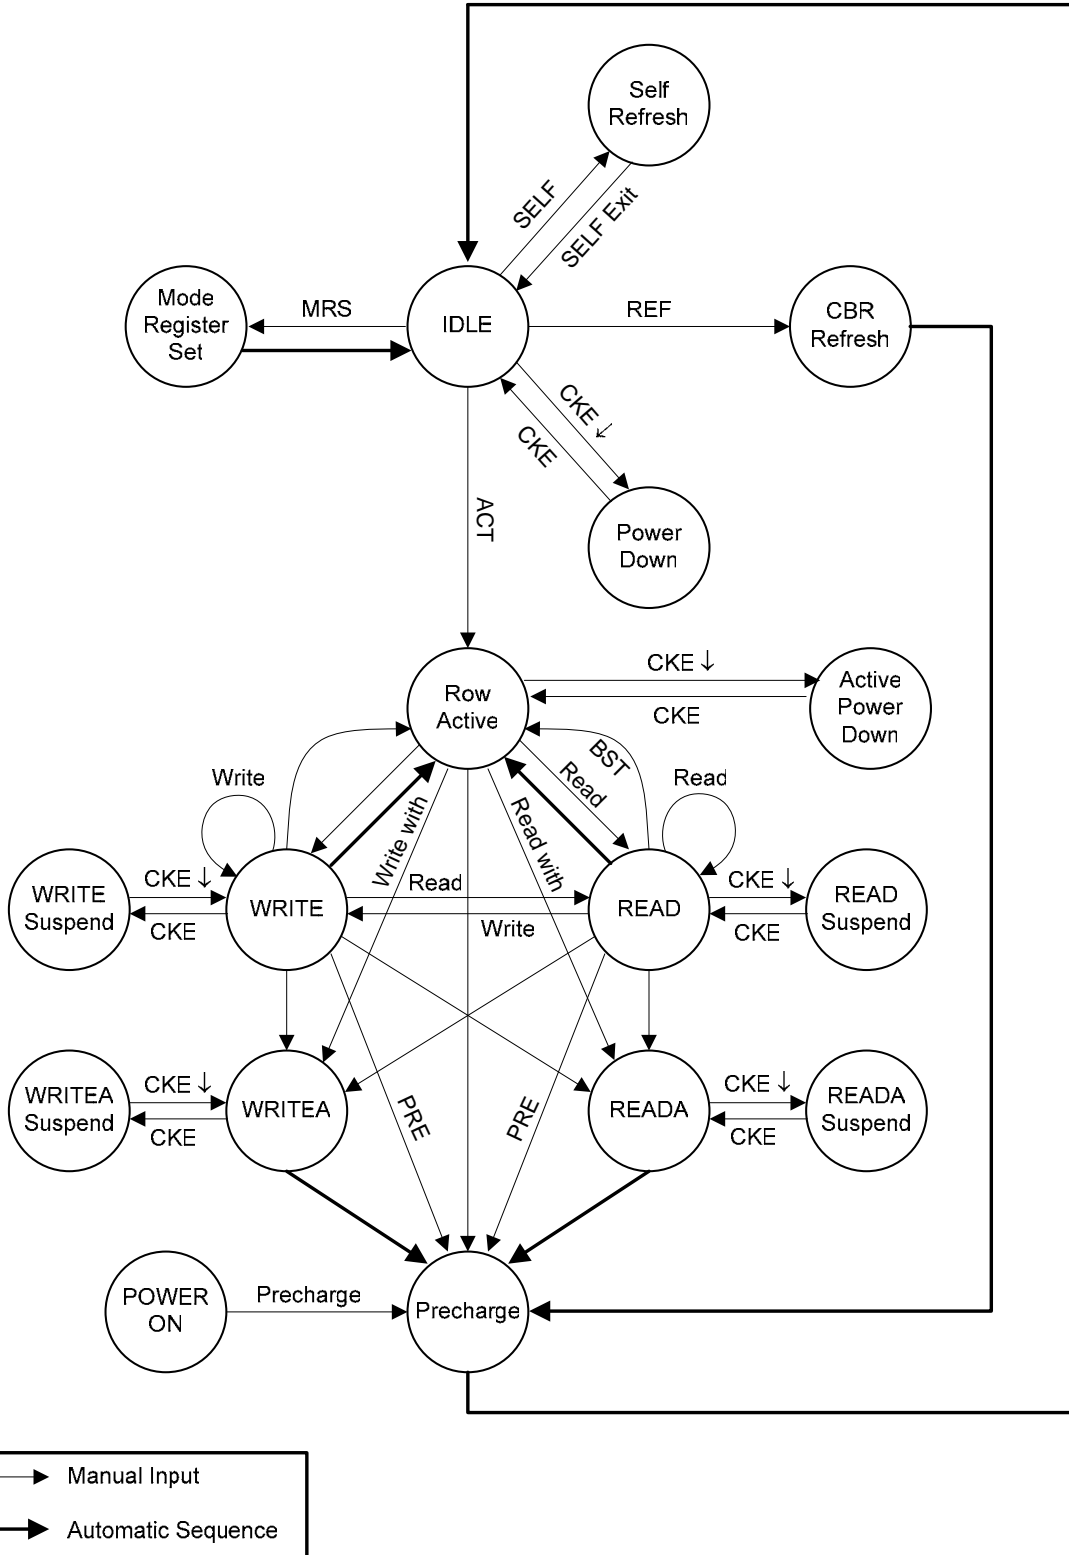 Self
Refresh
SELF
SELF Exit
Mode
Register
Set
MRS
IDLE
REF
CBR
Refresh
CKE ↓
CKE
Power
Down
ACT
Row
Active
CKE ↓
CKE
Active
Power
Down
Write
BST
Read
Read
Write with
Read with
WRITE
Suspend
CKE ↓
CKE
WRITE
Read
Write
READ
CKE ↓
CKE
READ
Suspend
WRITEA
Suspend
CKE ↓
CKE
WRITEA
PRE
PRE
READA
CKE ↓
CKE
READA
Suspend
POWER
ON
Precharge
Precharge
Manual Input
Automatic Sequence